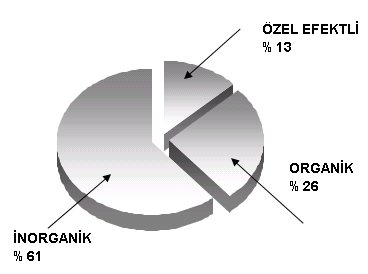 ÖZEL EFEKTLİ
% 13
ORGANİK
% 26
İNORGANİK
% 61